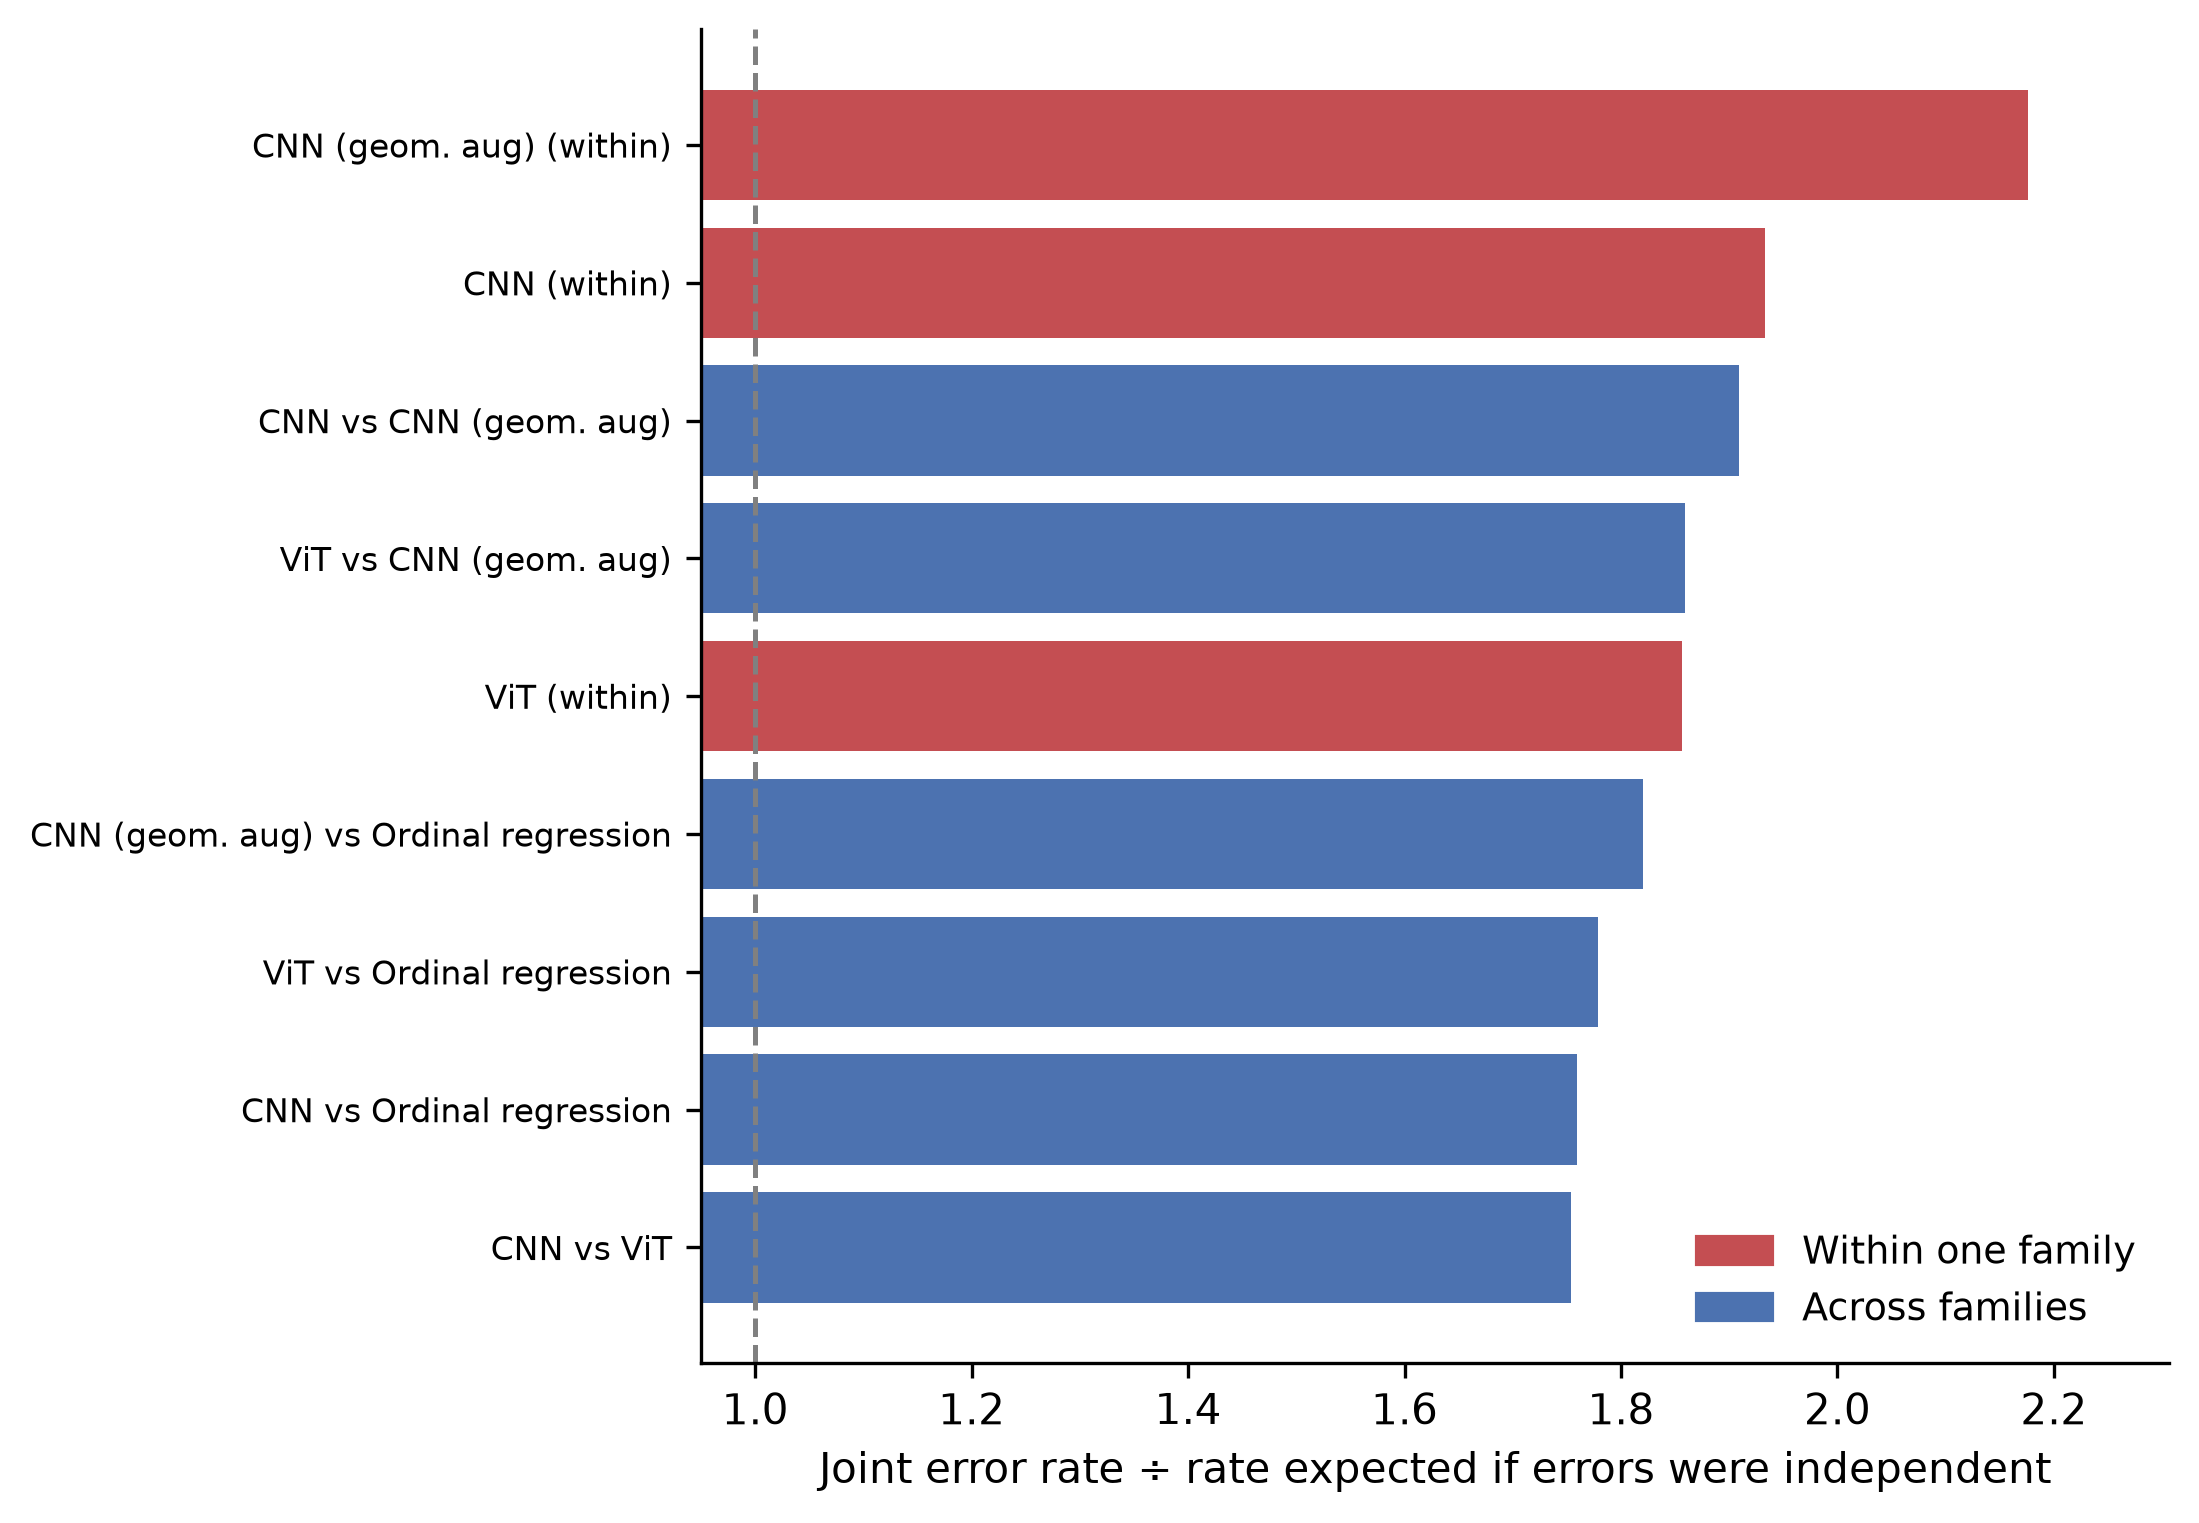 CNN (geom. aug) (within)
CNN (within)
CNN vs CNN (geom. aug)
ViT vs CNN (geom. aug)
ViT (within)
CNN (geom. aug) vs Ordinal regression
ViT vs Ordinal regression
CNN vs Ordinal regression
CNN vs ViT
Within one family
Across families
1.0 1.2 1.4 1.6 1.8 2.0 2.2
Joint error rate ÷ rate expected if errors were independent